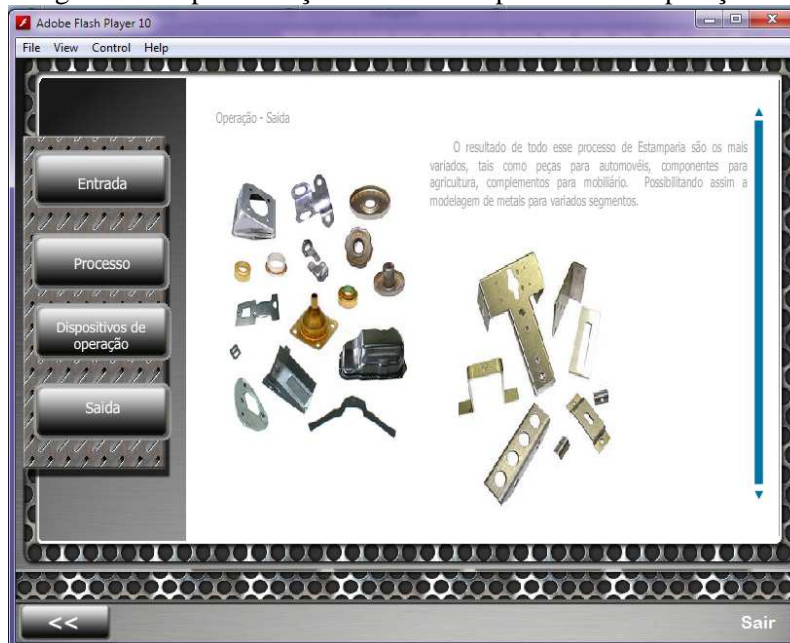 Adobe Flash Player 10
File View Control Help
Operação - Saída
O resultado de todo esse processo de Estamparia são os mais
variados, tais como peças para automovéis, componentes para
agricultura, complementos para mobiliário. Possibilitando assim a
modelagem de metais para variados segmentos.
Entrada
Processo
Dispositivos de
operação
Saida
<<
Sair